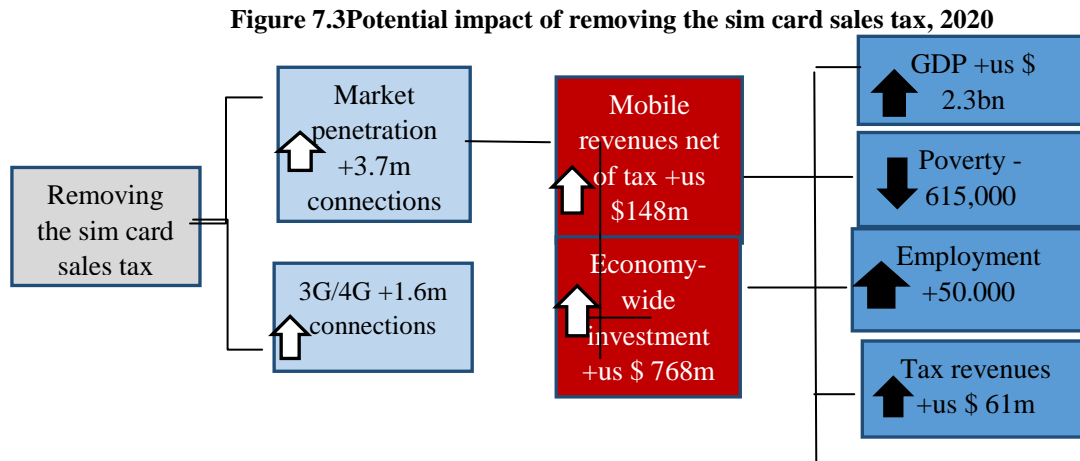 Figure 7.3Potential impact of removing the sim card sales tax, 2020
Removing
the sim card
sales tax
Market
penetration
+3.7m
connections
3G/4G +1.6m
connections
Mobile
revenues net
of tax +us
$148m
Economy-
wide
investment
+us $ 768m
GDP +us $
2.3bn
Poverty -
615,000
Employment
+50.000
Tax revenues
+us $ 61m